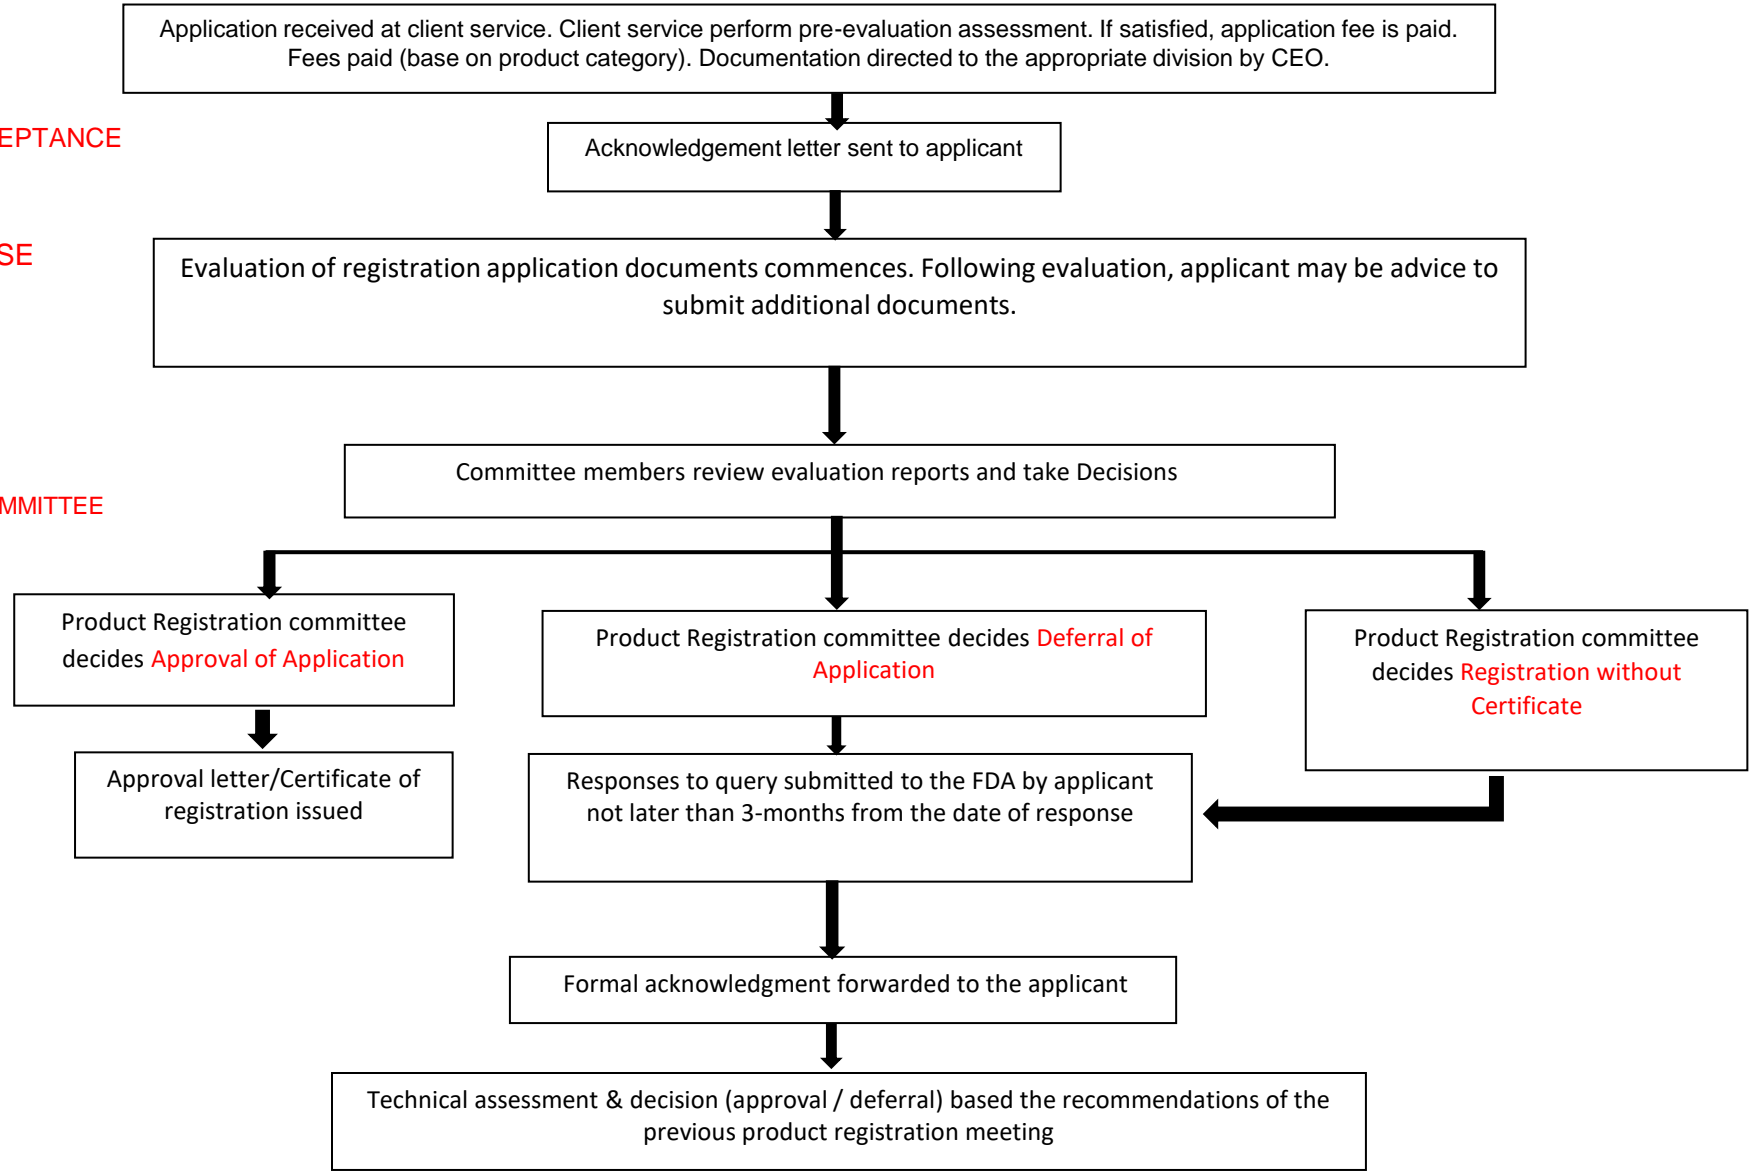 Application received at client service. Client service perform pre-evaluation assessment. If satisfied, application fee is paid.
Fees paid (base on product category). Documentation directed to the appropriate division by CEO.
EPTANCE
Acknowledgement letter sent to applicant
SE
Evaluation of registration application documents commences. Following evaluation, applicant may be advice to
submit additional documents.
Committee members review evaluation reports and take Decisions
MMITTEE
Product Registration committee
decides Approval of Application
Product Registration committee decides Deferral of
Application
Product Registration committee
decides Registration without
Certificate
Approval letter/Certificate of
registration issued
Responses to query submitted to the FDA by applicant
not later than 3-months from the date of response
Formal acknowledgment forwarded to the applicant
Technical assessment & decision (approval / deferral) based the recommendations of the
previous product registration meeting